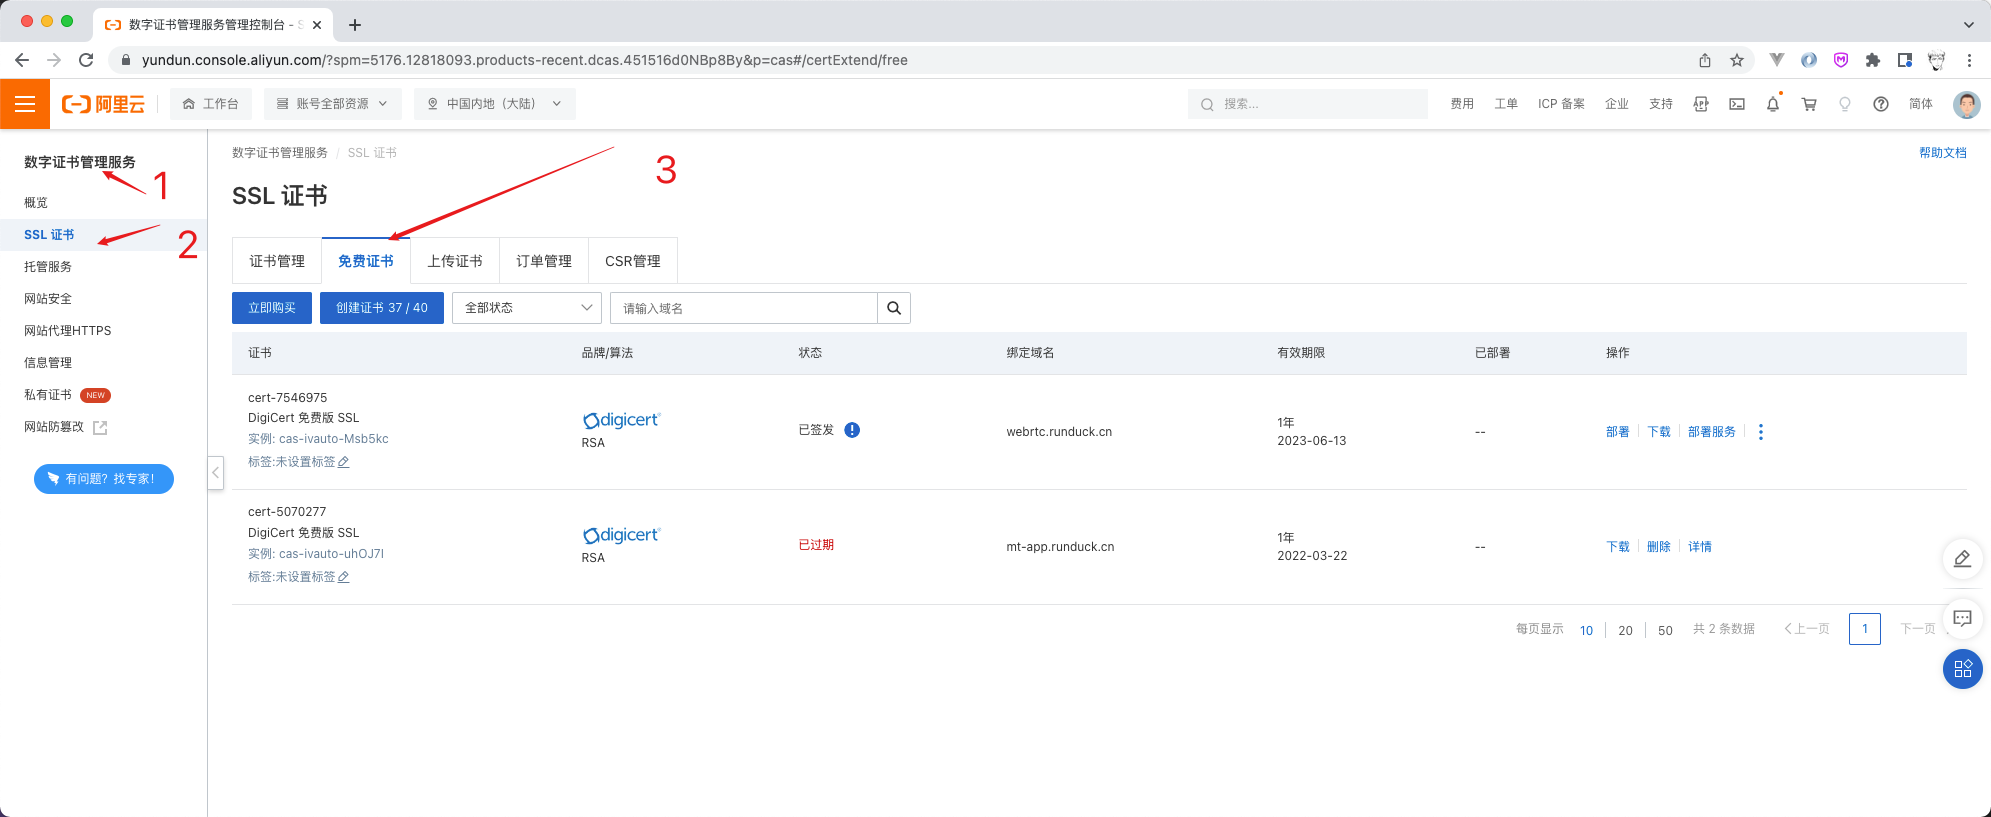 数字证书管理服务管理控制台 - S
yundun.console.aliyun.com/?spm=5176.12818093.products-recent.dcas.451516d0NBp8By&p=cas#/certExtend/free
阿里云
工作台
账号全部资源
中国内地（大陆）
搜索...
费用
工单
ICP 备案
企业
支持
APP
简体
数字证书管理服务
1
概览
SSL 证书
2
托管服务
网站安全
网站代理HTTPS
信息管理
私有证书 NEW
网站防篡改
有问题？找专家！
数字证书管理服务 / SSL 证书
3
帮助文档
SSL 证书
证书管理
免费证书
上传证书
订单管理
CSR管理
立即购买
创建证书 37 / 40
全部状态
请输入域名
证书
品牌/算法
状态
绑定域名
有效期限
已部署
操作
cert-7546975
DigiCert 免费版 SSL
实例: cas-ivauto-Msb5kc
标签:未设置标签
digicert
RSA
已签发
webrtc.runduck.cn
1年
2023-06-13
--
部署
下载
部署服务
cert-5070277
DigiCert 免费版 SSL
实例: cas-ivauto-uhOJ7I
标签:未设置标签
digicert
RSA
已过期
mt-app.runduck.cn
1年
2022-03-22
--
下载
删除
详情
每页显示
10
20
50
共 2 条数据
上一页
1
下一页